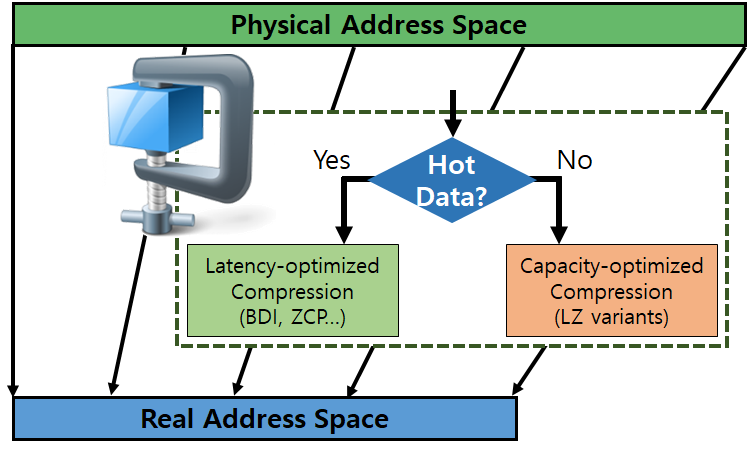 Physical Address Space
Yes
No
Hot
Data?
Latency-optimized
Compression
(BDI, ZCP...)
Capacity-optimized
Compression
(LZ variants)
Real Address Space